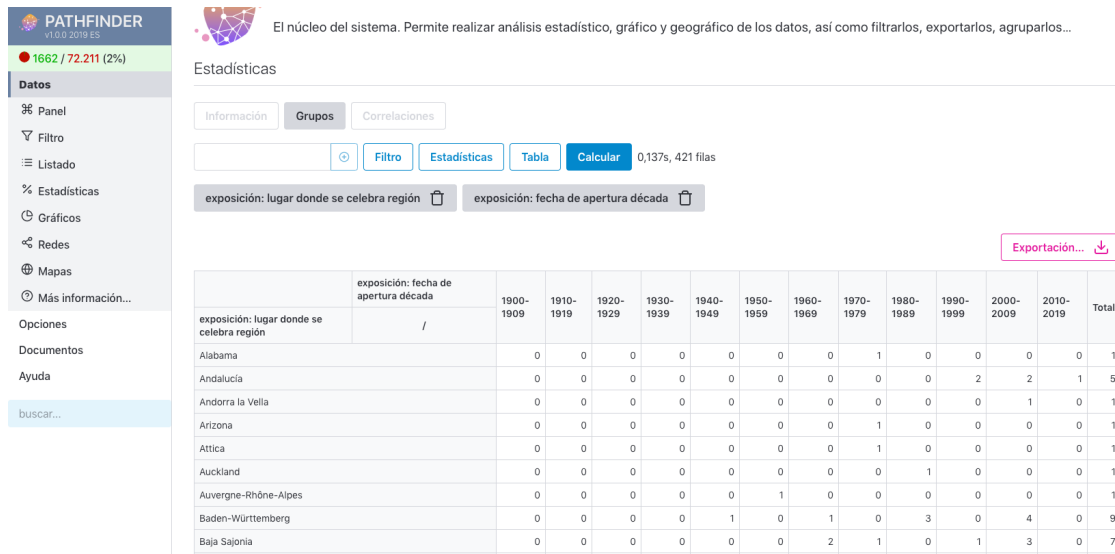 PATHFINDER
v1.0.0 2019 ES
1662 / 72.211 (2%)
Datos
Panel
Filtro
Listado
Estadísticas
Gráficos
Redes
Mapas
Más información...
Opciones
Documentos
Ayuda
buscar...
El núcleo del sistema. Permite realizar análisis estadístico, gráfico y geográfico de los datos, así como filtrarlos, exportarlos, agruparlos...
Estadísticas
Información Grupos Correlaciones
Filtro Estadísticas Tabla Calcular 0,137s, 421 filas
exposición: lugar donde se celebra región exposición: fecha de apertura década
Exportación...
exposición: fecha de apertura década 1900-1909 1910-1919 1920-1929 1930-1939 1940-1949 1950-1959 1960-1969 1970-1979 1980-1989 1990-1999 2000-2009 2010-2019 Total
exposición: lugar donde se celebra región /
Alabama 0 0 0 0 0 0 0 1 0 0 0 0 1
Andalucía 0 0 0 0 0 0 0 0 0 2 2 1 5
Andorra la Vella 0 0 0 0 0 0 0 0 0 0 1 0 1
Arizona 0 0 0 0 0 0 0 1 0 0 0 0 1
Attica 0 0 0 0 0 0 0 1 0 0 0 0 1
Auckland 0 0 0 0 0 0 0 0 1 0 0 0 1
Auvergne-Rhône-Alpes 0 0 0 0 0 1 0 0 0 0 0 0 1
Baden-Württemberg 0 0 0 0 1 0 1 0 3 0 4 0 9
Baja Sajonia 0 0 0 0 0 0 2 1 0 1 3 0 7